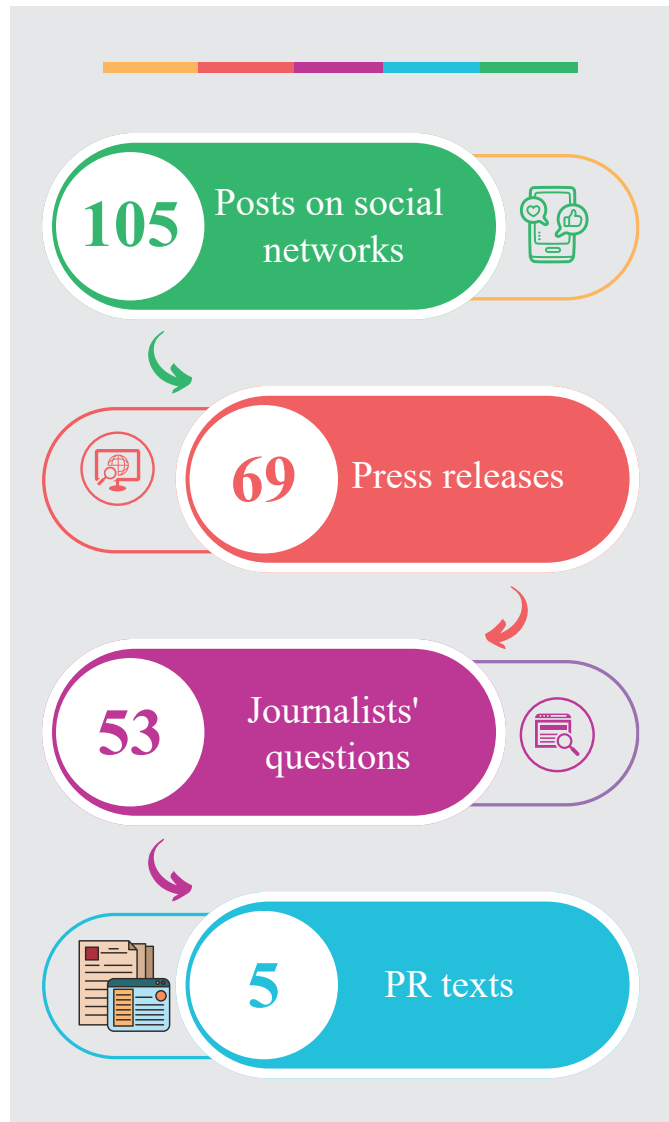 105
Posts on social
networks
69
Press releases
53
Journalists'
questions
5
PR texts